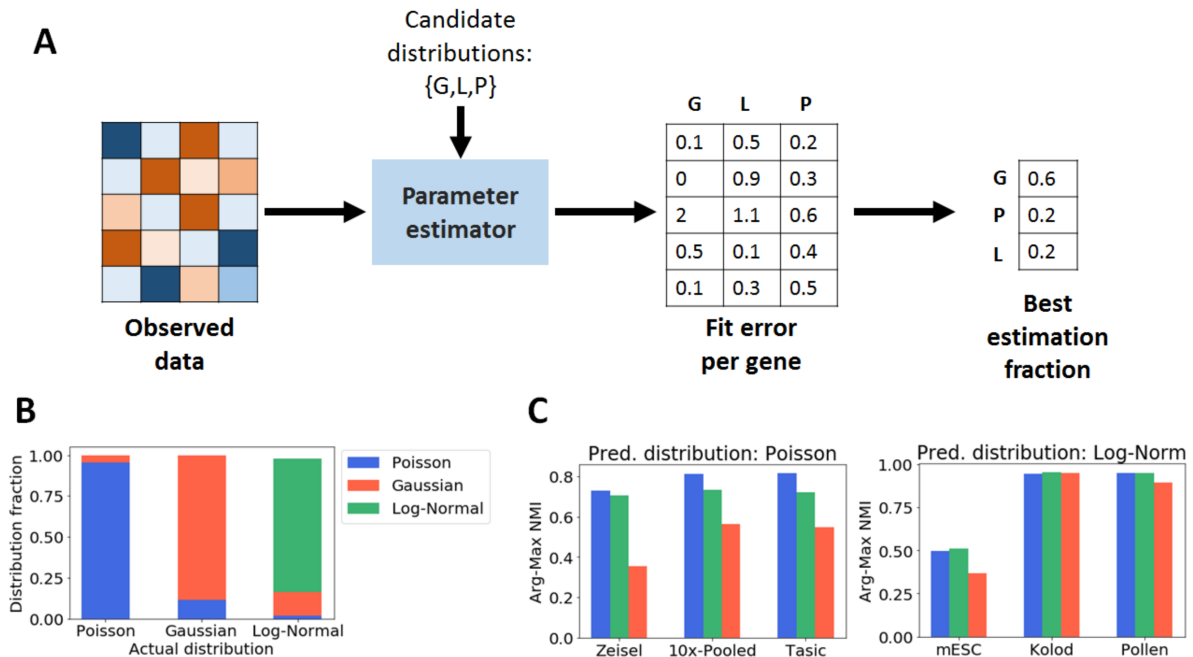 A
Candidate
distributions:
{G,L,P}
Parameter
estimator
Observed
data
G L P
0.1 0.5 0.2
0 0.9 0.3
2 1.1 0.6
0.5 0.1 0.4
0.1 0.3 0.5
Fit error
per gene
G 0.6
P 0.2
L 0.2
Best
estimation
fraction
B
Distribution fraction
1.00
0.75
0.50
0.25
0.00
Poisson Gaussian Log-Normal
Actual distribution
Poisson
Gaussian
Log-Normal
C
Pred. distribution: Poisson
Arg-Max NMI
0.8
0.6
0.4
0.2
0.0
Zeisel 10x-Pooled Tasic
Pred. distribution: Log-Norm
Arg-Max NMI
1.00
0.75
0.50
0.25
0.00
mESC Kolod Pollen